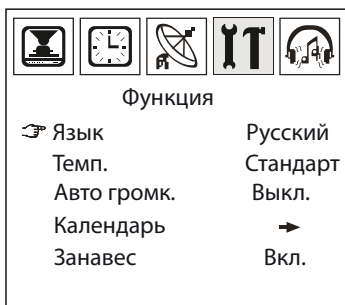 Функция
Язык Русский
Темп. Стандарт
Авто громк. Выкл.
Календарь
Занавес Вкл.